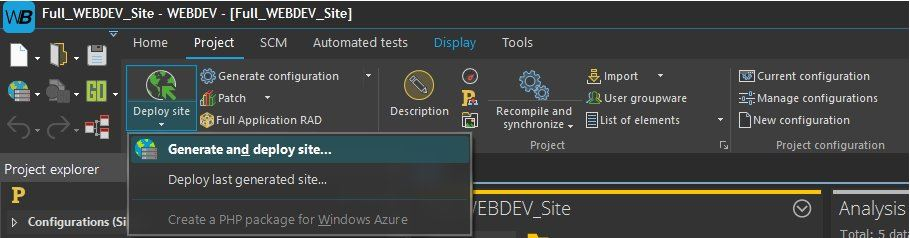 WB
Full_WEBDEV_Site - WEBDEV - [Full_WEBDEV_Site]
Home Project SCM Automated tests Display Tools
GO
Deploy site
Generate configuration
Patch
Full Application RAD
Description
Recompile and
synchronize
Import
User groupware
List of elements
Project
Current configuration
Manage configurations
New configuration
Project configuration
Generate and deploy site...
Deploy last generated site...
Create a PHP package for Windows Azure
Project explorer
P
Configurations (Si
WEBDEV_Site
Analysis
Total: 5 data